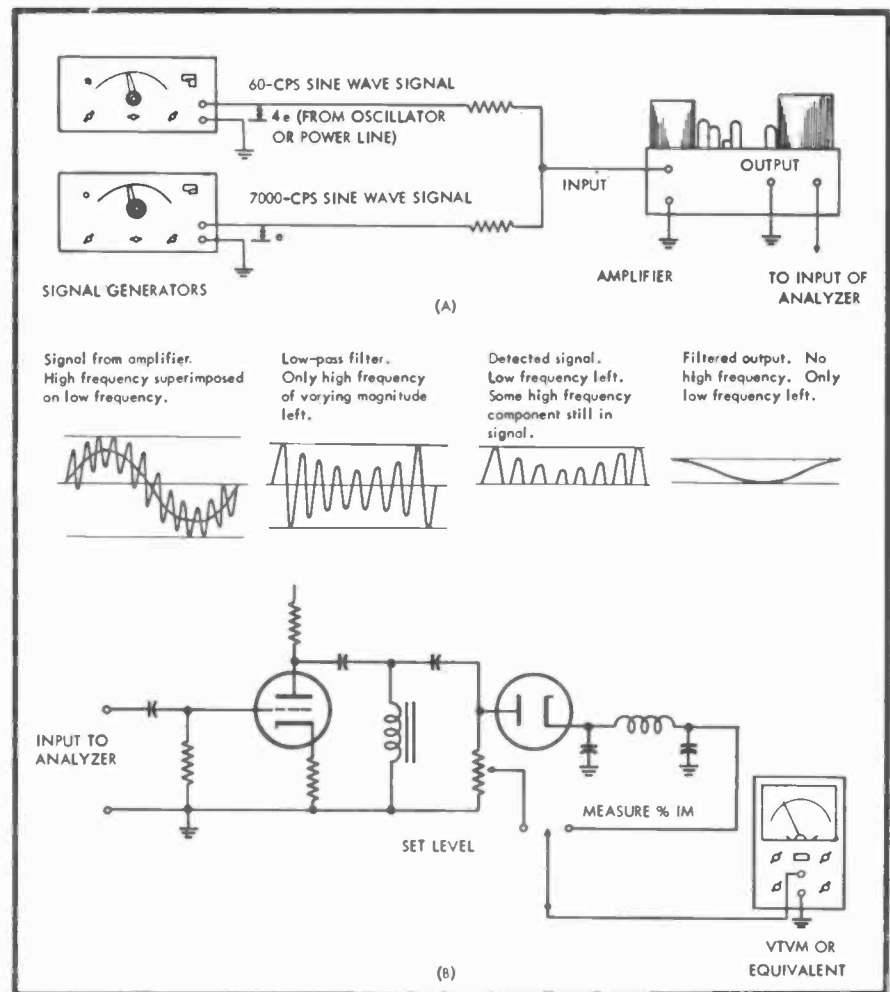 60-CPS SINE WAVE SIGNAL
4e (FROM OSCILLATOR
OR POWER LINE)
7000-CPS SINE WAVE SIGNAL
e
SIGNAL GENERATORS
INPUT
OUTPUT
AMPLIFIER
TO INPUT OF
ANALYZER
(A)
Signal from amplifier.
High frequency superimposed
on low frequency.
Low-pass filter.
Only high frequency
of varying magnitude
left.
Detected signal.
Low frequency left.
Some high frequency
component still in
signal.
Filtered output. No
high frequency. Only
low frequency left.
INPUT TO
ANALYZER
SET LEVEL
MEASURE % IM
VTVM OR
EQUIVALENT
(B)